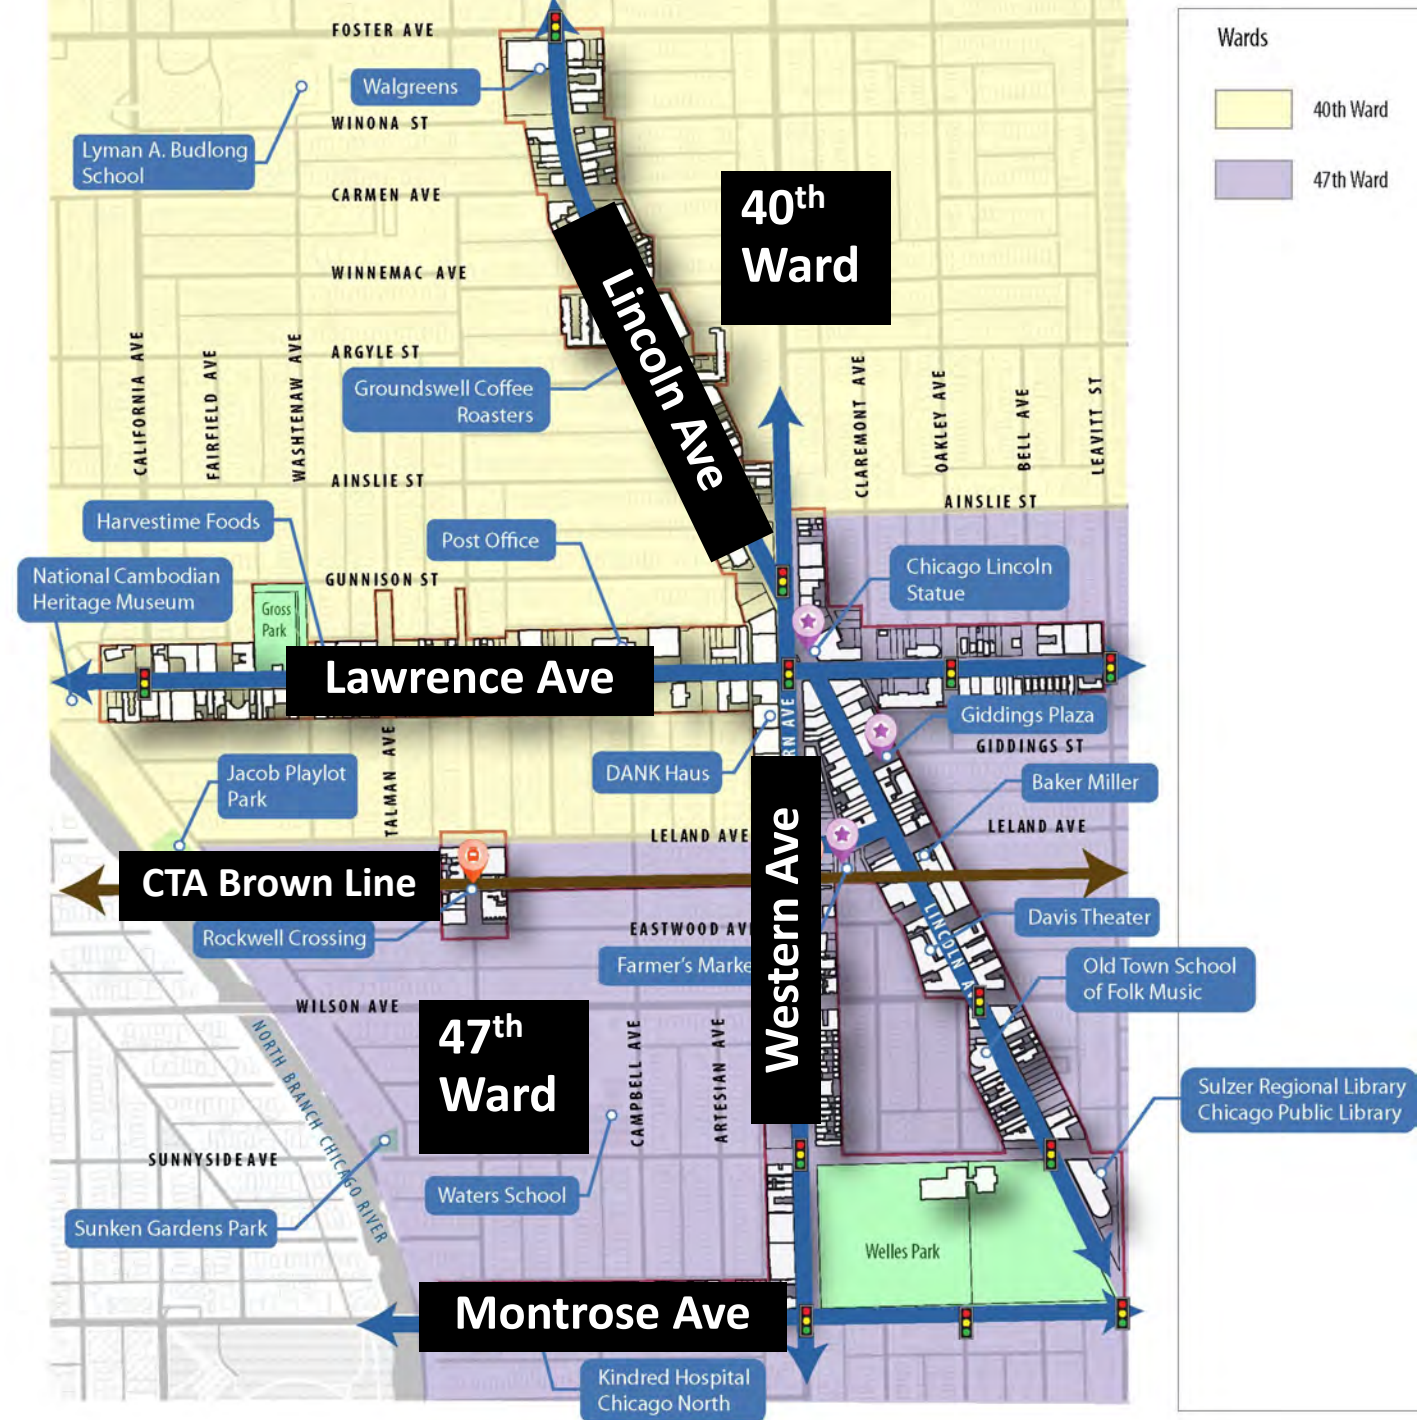 FOSTER AVE
Wards
Walgreens
40th Ward
WINONA ST
Lyman A. Budlong
School
47th Ward
CARMEN AVE
40th
Ward
WINNEMAC AVE
Lincoln Ave
ARGYLE ST
CALIFORNIA AVE
FAIRFIELD AVE
WASHTENAW AVE
Groundswell Coffee
Roasters
CLAREMONT AVE
OAKLEY AVE
BELL AVE
LEAVITT ST
AINSLIE ST
AINSLIE ST
Harvestime Foods
Post Office
National Cambodian
Heritage Museum
GUNNISON ST
Chicago Lincoln
Statue
Gross
Park
Lawrence Ave
Giddings Plaza
RN AVE
GIDDINGS ST
TALMAN AVE
Jacob Playlot
Park
DANK Haus
Baker Miller
LELAND AVE
LELAND AVE
CTA Brown Line
Western Ave
Rockwell Crossing
EASTWOOD AV
LINCOLN A
Davis Theater
Farmer's Marke
Old Town School
of Folk Music
WILSON AVE
47th
Ward
NORTH BRANCH CHICAGO RIVER
CAMPBELL AVE
ARTESIAN AVE
Sulzer Regional Library
Chicago Public Library
SUNNYSIDE AVE
Waters School
Sunken Gardens Park
Welles Park
Montrose Ave
Kindred Hospital
Chicago North